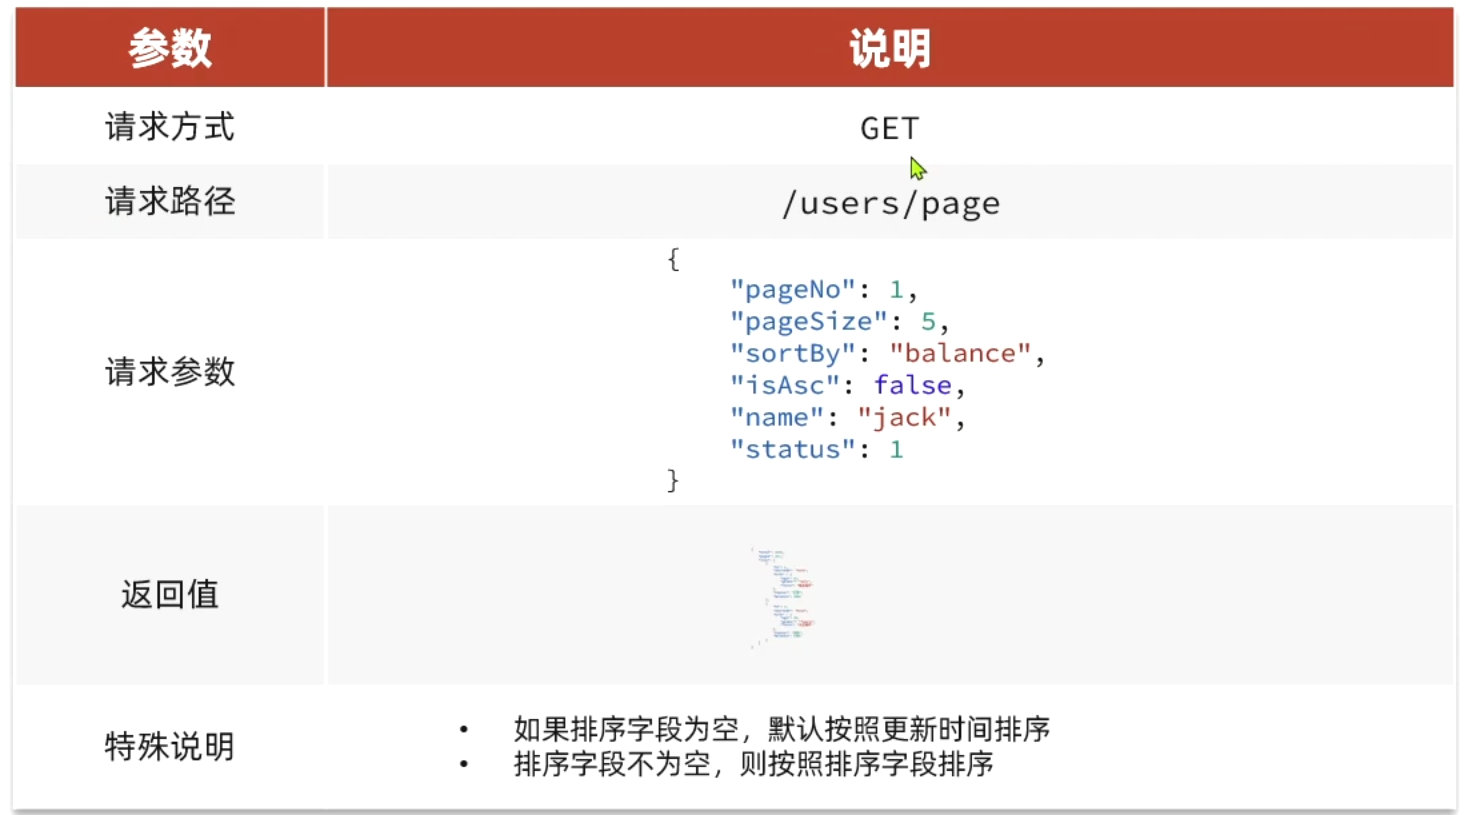 参数 说明
请求方式 GET
请求路径 /users/page
请求参数
{
"pageNo": 1,
"pageSize": 5,
"sortBy": "balance",
"isAsc": false,
"name": "jack",
"status": 1
}
返回值
特殊说明
• 如果排序字段为空，默认按照更新时间排序
• 排序字段不为空，则按照排序字段排序